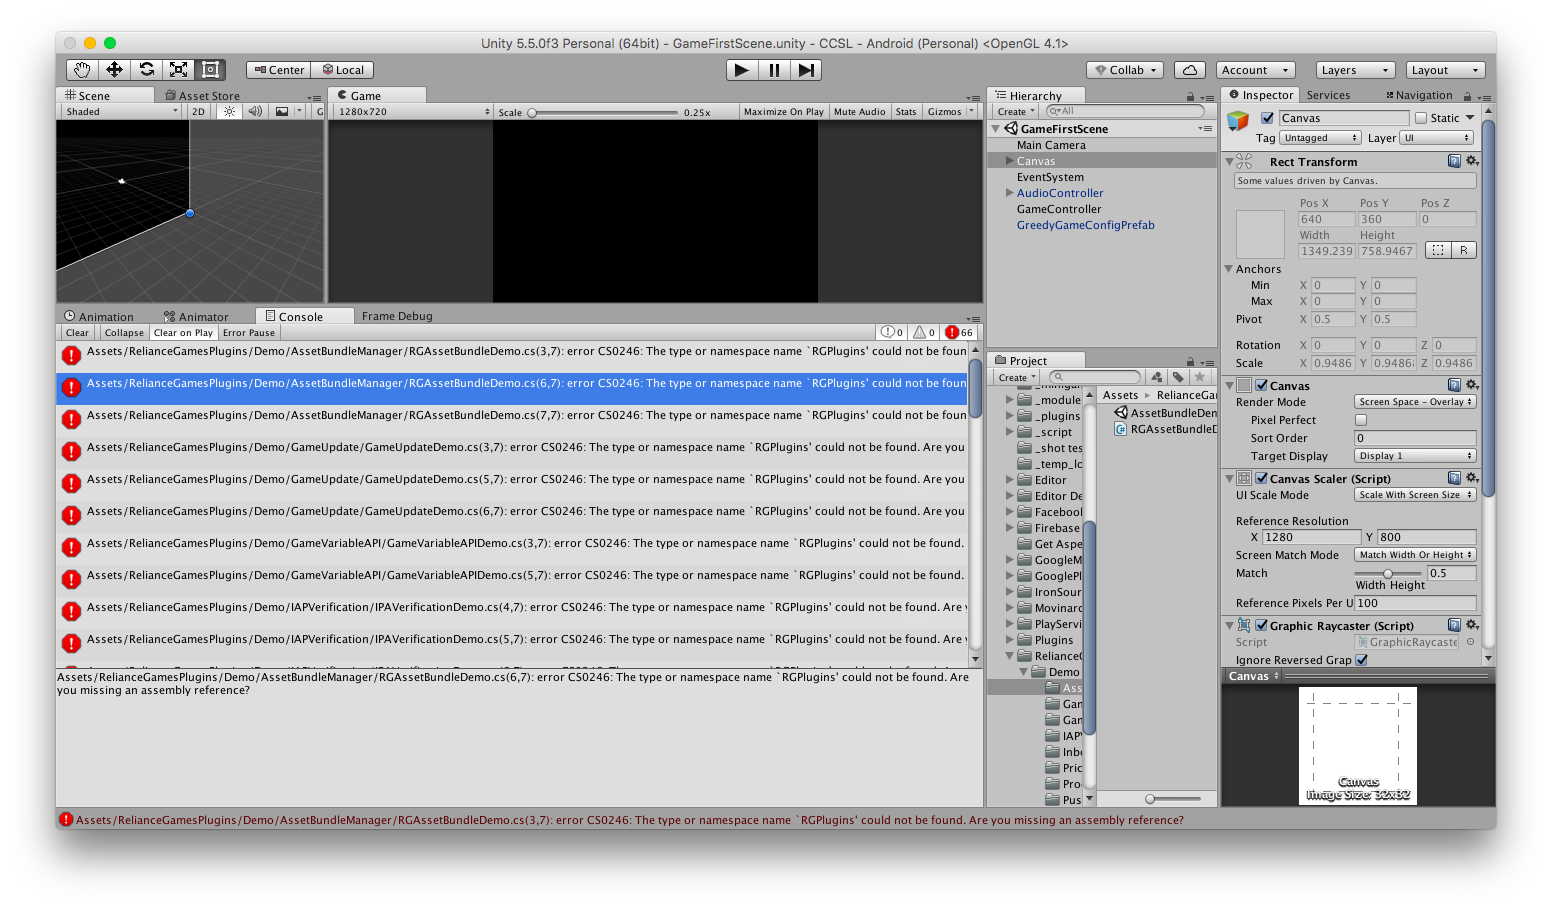 Unity 5.5.0f3 Personal (64bit) - GameFirstScene.unity - CCSL - Android (Personal) <OpenGL 4.1>
Center Local Collab Account Layers Layout
Scene Asset Store
Shaded 2D G
Game
1280x720 Scale 0.25x Maximize On Play Mute Audio Stats Gizmos
Animation Animator Console Frame Debug
Clear Collapse Clear on Play Error Pause 0 0 66
Assets/RelianceGamesPlugins/Demo/AssetBundleManager/RGAssetBundleDemo.cs(3,7): error CS0246: The type or namespace name `RGPlugins' could not be foun
Assets/RelianceGamesPlugins/Demo/AssetBundleManager/RGAssetBundleDemo.cs(6,7): error CS0246: The type or namespace name `RGPlugins' could not be foun
Assets/RelianceGamesPlugins/Demo/AssetBundleManager/RGAssetBundleDemo.cs(7,7): error CS0246: The type or namespace name `RGPlugins' could not be foun
Assets/RelianceGamesPlugins/Demo/GameUpdate/GameUpdateDemo.cs(3,7): error CS0246: The type or namespace name `RGPlugins' could not be found. Are you
Assets/RelianceGamesPlugins/Demo/GameUpdate/GameUpdateDemo.cs(5,7): error CS0246: The type or namespace name `RGPlugins' could not be found. Are you
Assets/RelianceGamesPlugins/Demo/GameUpdate/GameUpdateDemo.cs(6,7): error CS0246: The type or namespace name `RGPlugins' could not be found. Are you
Assets/RelianceGamesPlugins/Demo/GameVariableAPI/GameVariableAPIDemo.cs(3,7): error CS0246: The type or namespace name `RGPlugins' could not be found.
Assets/RelianceGamesPlugins/Demo/GameVariableAPI/GameVariableAPIDemo.cs(5,7): error CS0246: The type or namespace name `RGPlugins' could not be found.
Assets/RelianceGamesPlugins/Demo/IAPVerification/IPAVerificationDemo.cs(4,7): error CS0246: The type or namespace name `RGPlugins' could not be found. Are y
Assets/RelianceGamesPlugins/Demo/IAPVerification/IPAVerificationDemo.cs(5,7): error CS0246: The type or namespace name `RGPlugins' could not be found. Are y
Assets/RelianceGamesPlugins/Demo/AssetBundleManager/RGAssetBundleDemo.cs(6,7): error CS0246: The type or namespace name `RGPlugins' could not be found. Are
you missing an assembly reference?
Hierarchy
Create All
GameFirstScene
Main Camera
Canvas
EventSystem
AudioController
GameController
GreedyGameConfigPrefab
Project
Create
_module
_plugins
_script
_shot tes
_temp_lo
Editor
Editor De
Faceboo
Firebase
Get Aspe
GoogleM
GooglePl
IronSour
Movinar
PlayServi
Plugins
Reliance
Demo
Ass
Gam
Gan
IAP
Inb
Pric
Pro
Pus
Assets RelianceGa
AssetBundleDen
RGAssetBundleD
Inspector Services Navigation
Canvas Static
Tag Untagged Layer UI
Rect Transform
Some values driven by Canvas.
Pos X Pos Y Pos Z
640 360 0
Width Height
1349.239 758.9467 R
Anchors
Min X 0 Y 0
Max X 0 Y 0
Pivot X 0.5 Y 0.5
Rotation X 0 Y 0 Z 0
Scale X 0.9486 Y 0.9486 Z 0.9486
Canvas
Render Mode Screen Space - Overlay
Pixel Perfect
Sort Order 0
Target Display Display 1
Canvas Scaler (Script)
UI Scale Mode Scale With Screen Size
Reference Resolution
X 1280 Y 800
Screen Match Mode Match Width Or Height
Match 0.5
Width Height
Reference Pixels Per U 100
Graphic Raycaster (Script)
Script GraphicRaycaste
Ignore Reversed Grap
Canvas
Canvas
Image Size: 32x32
Assets/RelianceGamesPlugins/Demo/AssetBundleManager/RGAssetBundleDemo.cs(3,7): error CS0246: The type or namespace name `RGPlugins' could not be found. Are you missing an assembly reference?